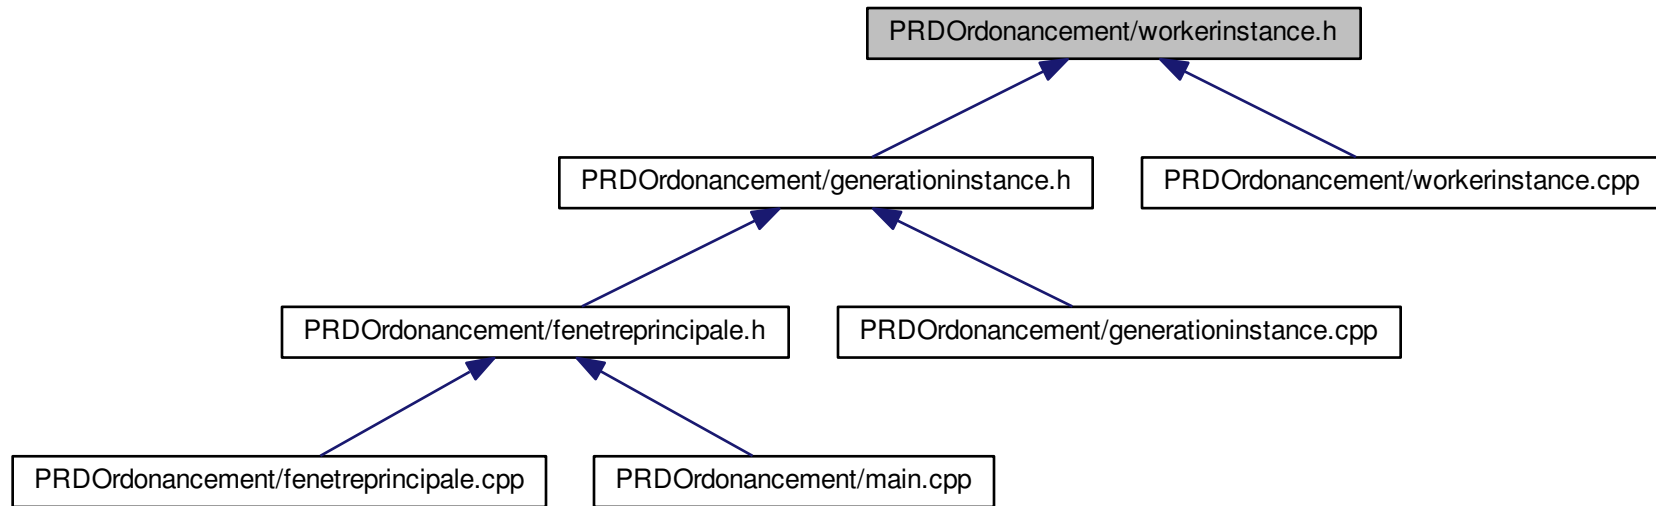 PRDOrdonancement/workerinstance.h
PRDOrdonancement/generationinstance.h
PRDOrdonancement/workerinstance.cpp
PRDOrdonancement/fenetreprincipale.h
PRDOrdonancement/generationinstance.cpp
PRDOrdonancement/fenetreprincipale.cpp
PRDOrdonancement/main.cpp